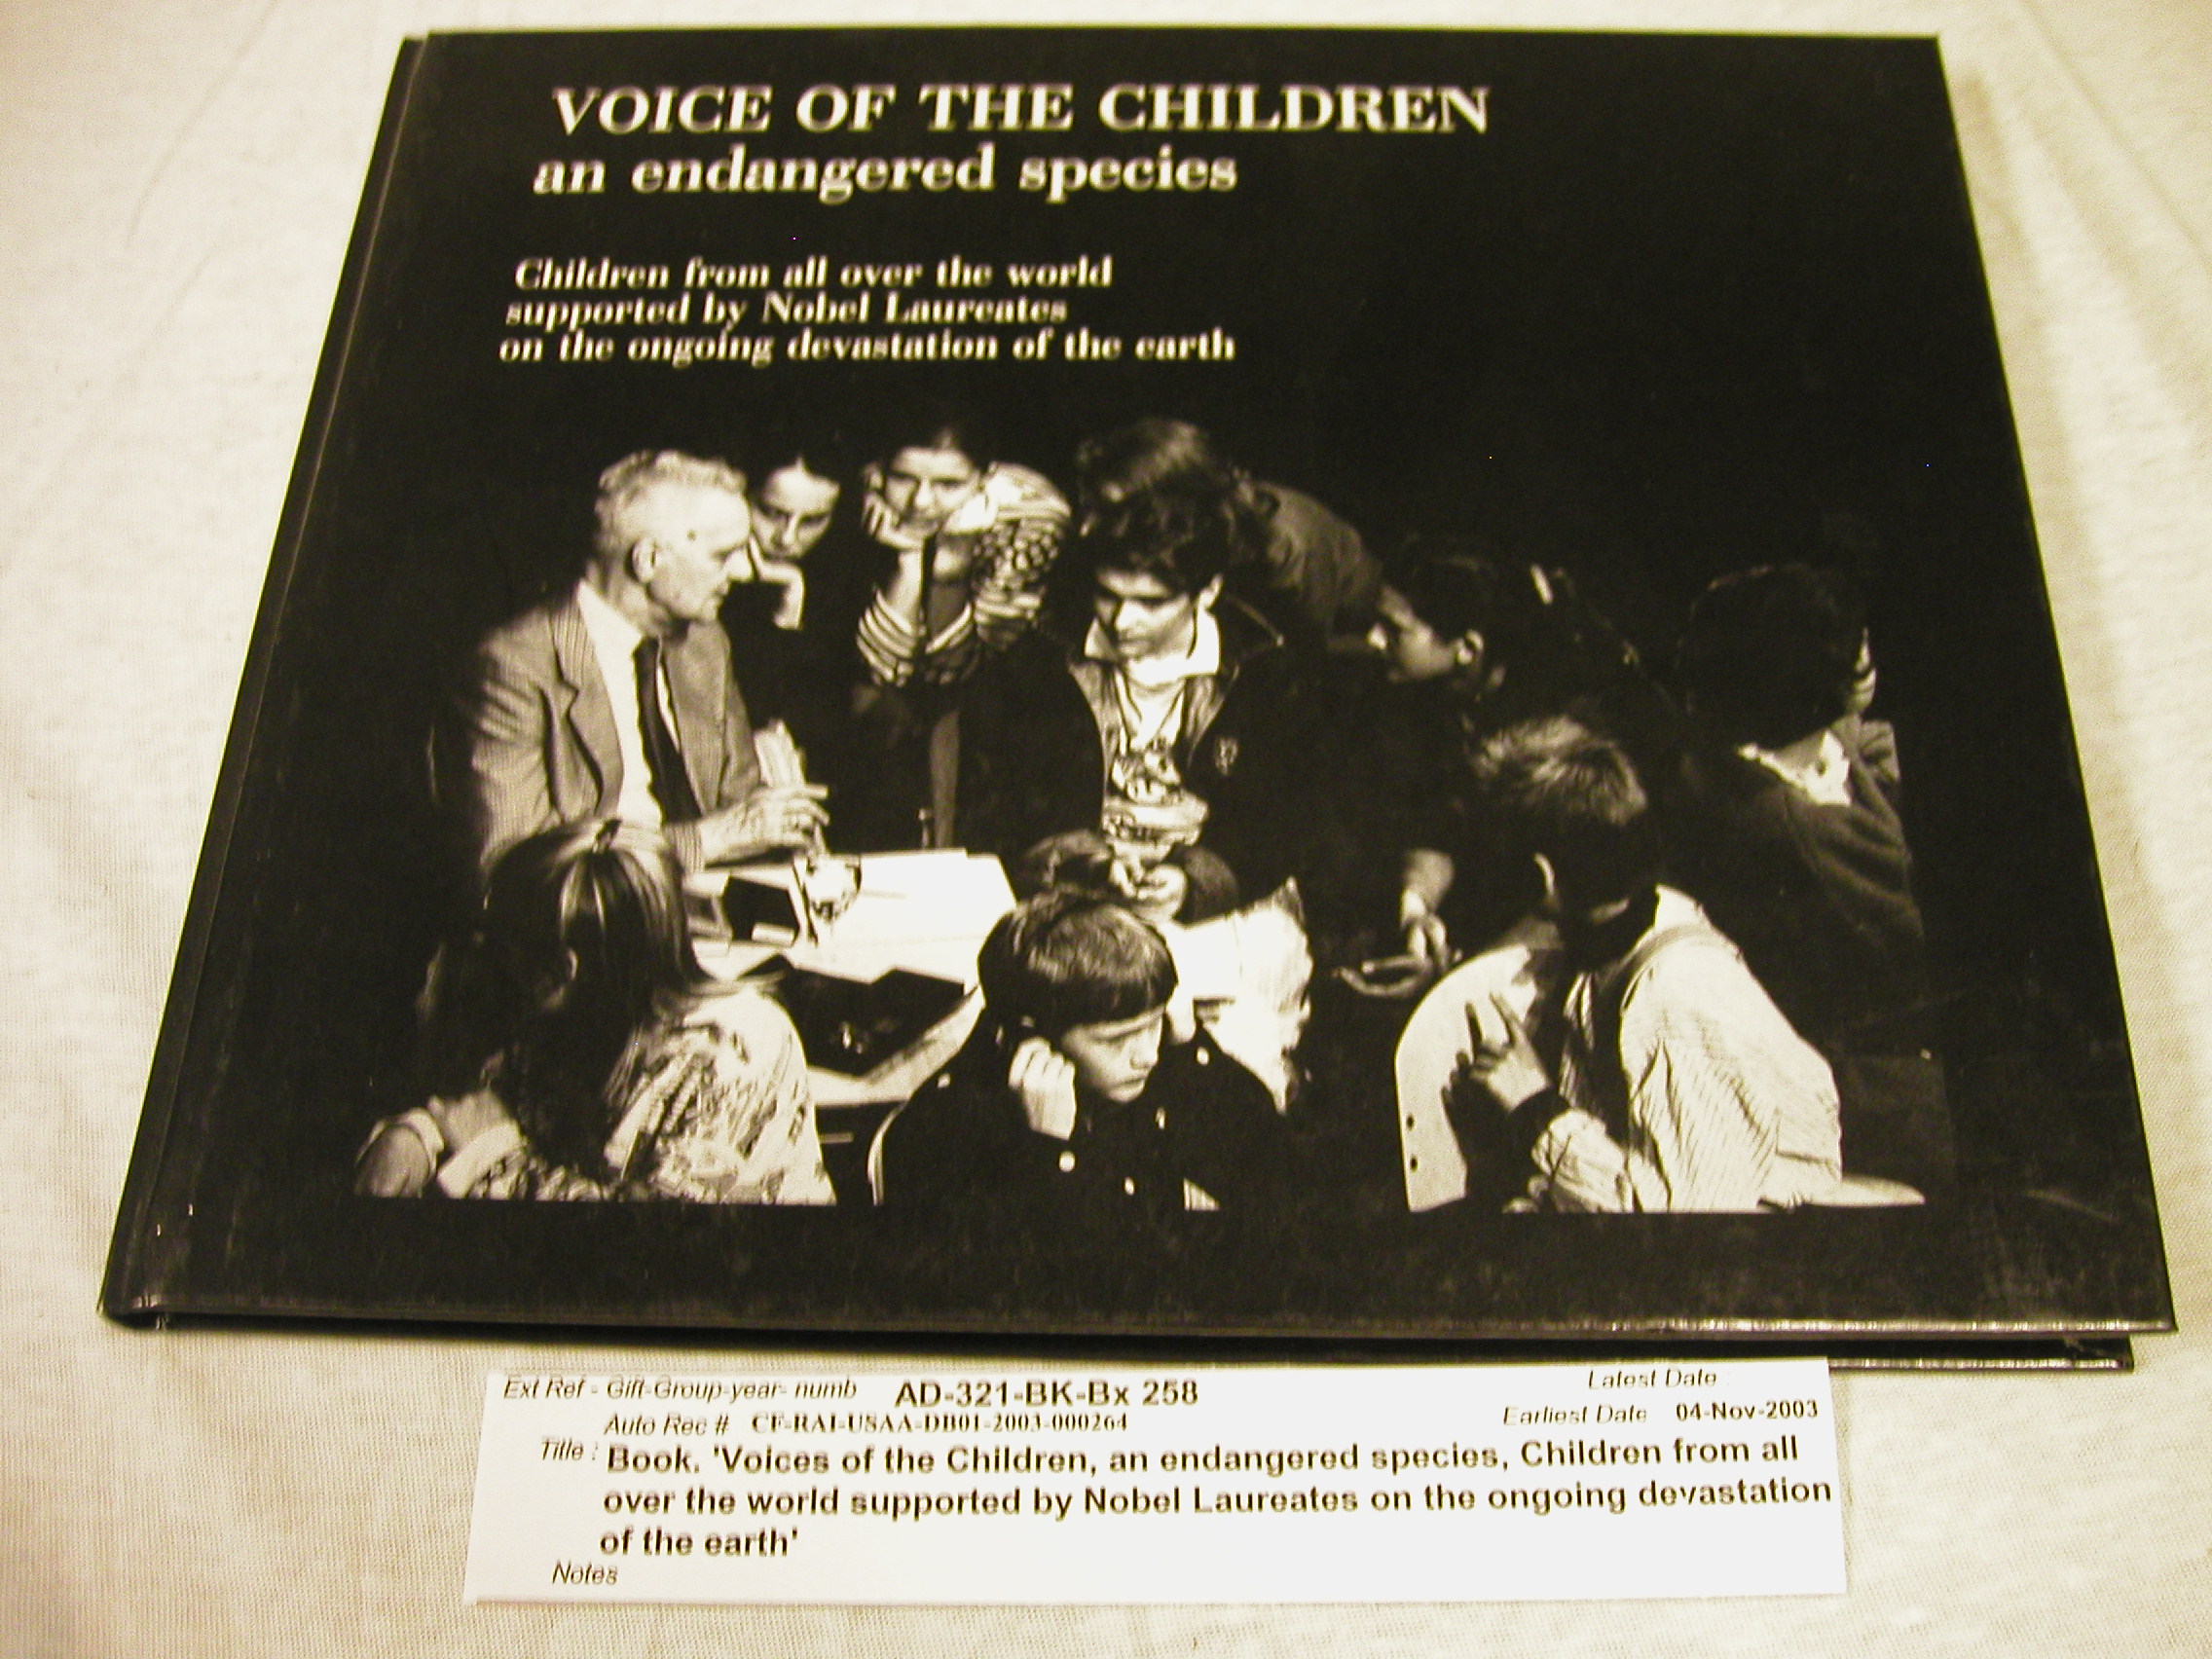 VOICE OF THE CHILDREN
an endangered species
Children from all over the world
supported by Nobel Laureates
on the ongoing devastation of the earth
Ext Ref - Gift-Group-year- numb AD-321-BK-Bx 258 Latest Date
Auto Rec # CF-RAI-USAA-DB01-2003-000264 Earliest Date 04-Nov-2003
Title : Book. 'Voices of the Children, an endangered species, Children from all
over the world supported by Nobel Laureates on the ongoing devastation
of the earth'
Notes